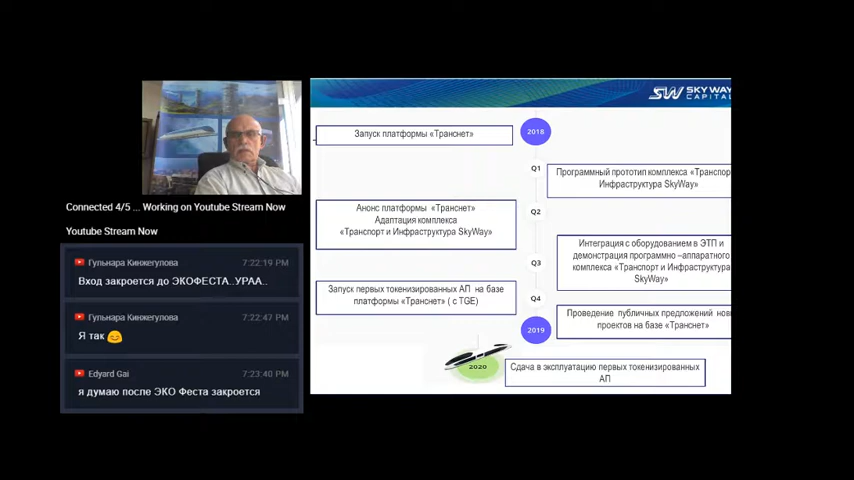 SW SKY WAY
CAPITAL
Запуск платформы «Транснет»
2018
Q1
Программный прототип комплекса «Транспор
Инфраструктура SkyWay»
Анонс платформы «Транснет»
Адаптация комплекса
«Транспорт и Инфраструктура SkyWay»
Q2
Интеграция с оборудованием в ЭТП и
демонстрация программно –аппаратного
комплекса «Транспорт и Инфраструктура
SkyWay»
Q3
Запуск первых токенизированных АП на базе
платформы «Транснет» ( с TGE)
Q4
Проведение публичных предложений нов
проектов на базе «Транснет»
2019
2020
Сдача в эксплуатацию первых токенизированных
АП
Connected 4/5 ... Working on Youtube Stream Now
Youtube Stream Now
Гульнара Кинжегулова 7:22:19 PM
Вход закроется до ЭКОФЕСТА..УРАА..
Гульнара Кинжегулова 7:22:47 PM
Я так 😊
Edyard Gai 7:23:40 PM
я думаю после ЭКО Феста закроется